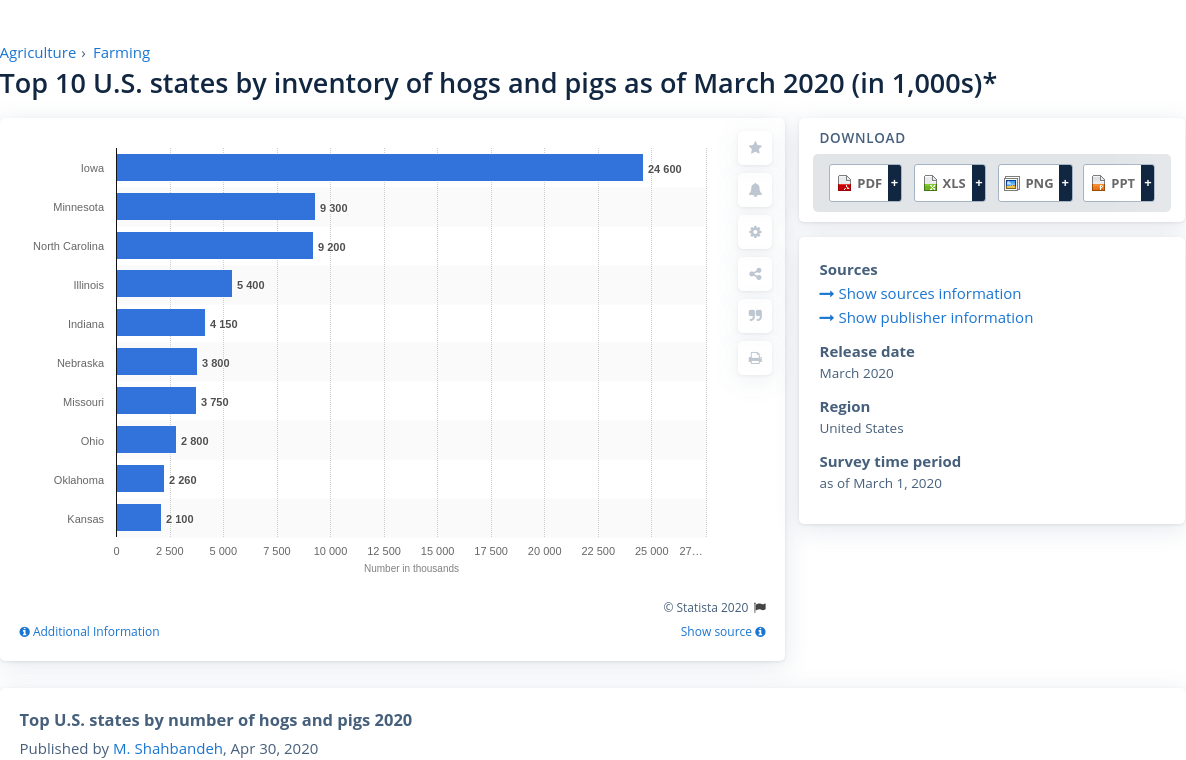 Agriculture › Farming
Top 10 U.S. states by inventory of hogs and pigs as of March 2020 (in 1,000s)*
Iowa 24 600
Minnesota 9 300
North Carolina 9 200
Illinois 5 400
Indiana 4 150
Nebraska 3 800
Missouri 3 750
Ohio 2 800
Oklahoma 2 260
Kansas 2 100
0 2 500 5 000 7 500 10 000 12 500 15 000 17 500 20 000 22 500 25 000 27…
Number in thousands
© Statista 2020
Additional Information
Show source
DOWNLOAD
PDF + XLS + PNG + PPT +
Sources
Show sources information
Show publisher information
Release date
March 2020
Region
United States
Survey time period
as of March 1, 2020
Top U.S. states by number of hogs and pigs 2020
Published by M. Shahbandeh, Apr 30, 2020